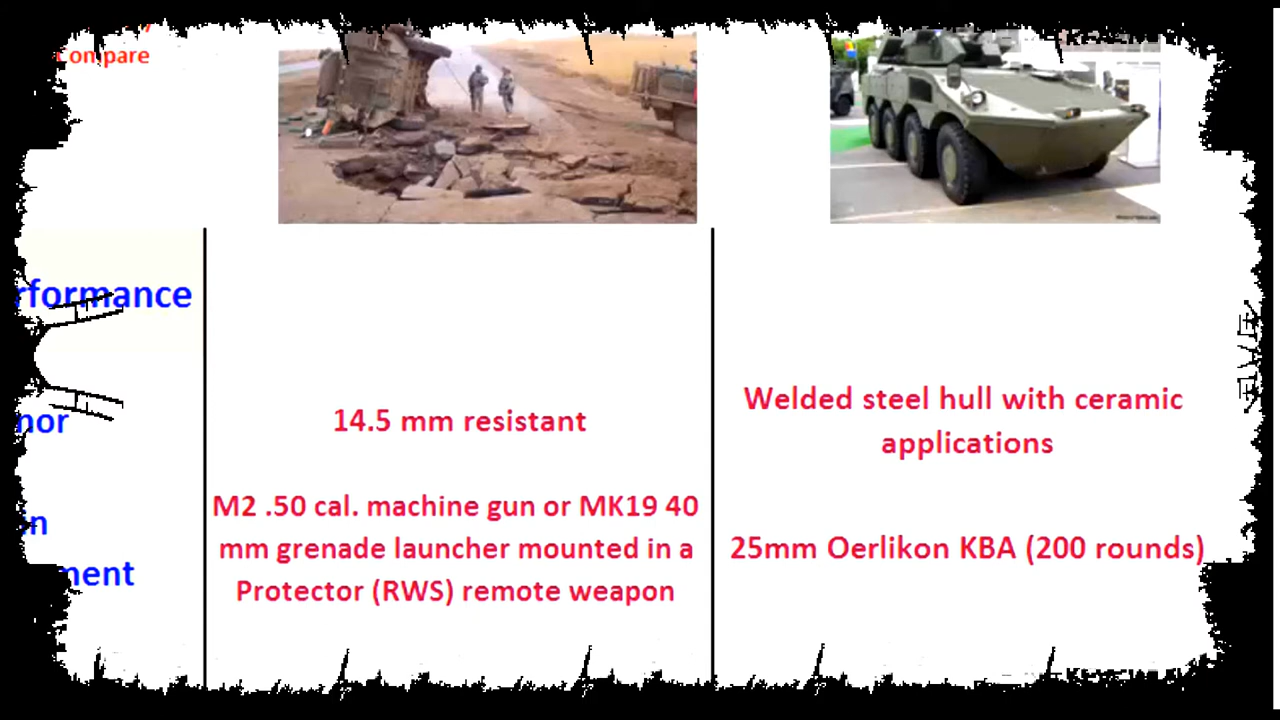 Compare
rformance
14.5 mm resistant
Welded steel hull with ceramic
applications
M2 .50 cal. machine gun or MK19 40
mm grenade launcher mounted in a
Protector (RWS) remote weapon
25mm Oerlikon KBA (200 rounds)
nor
in
ment